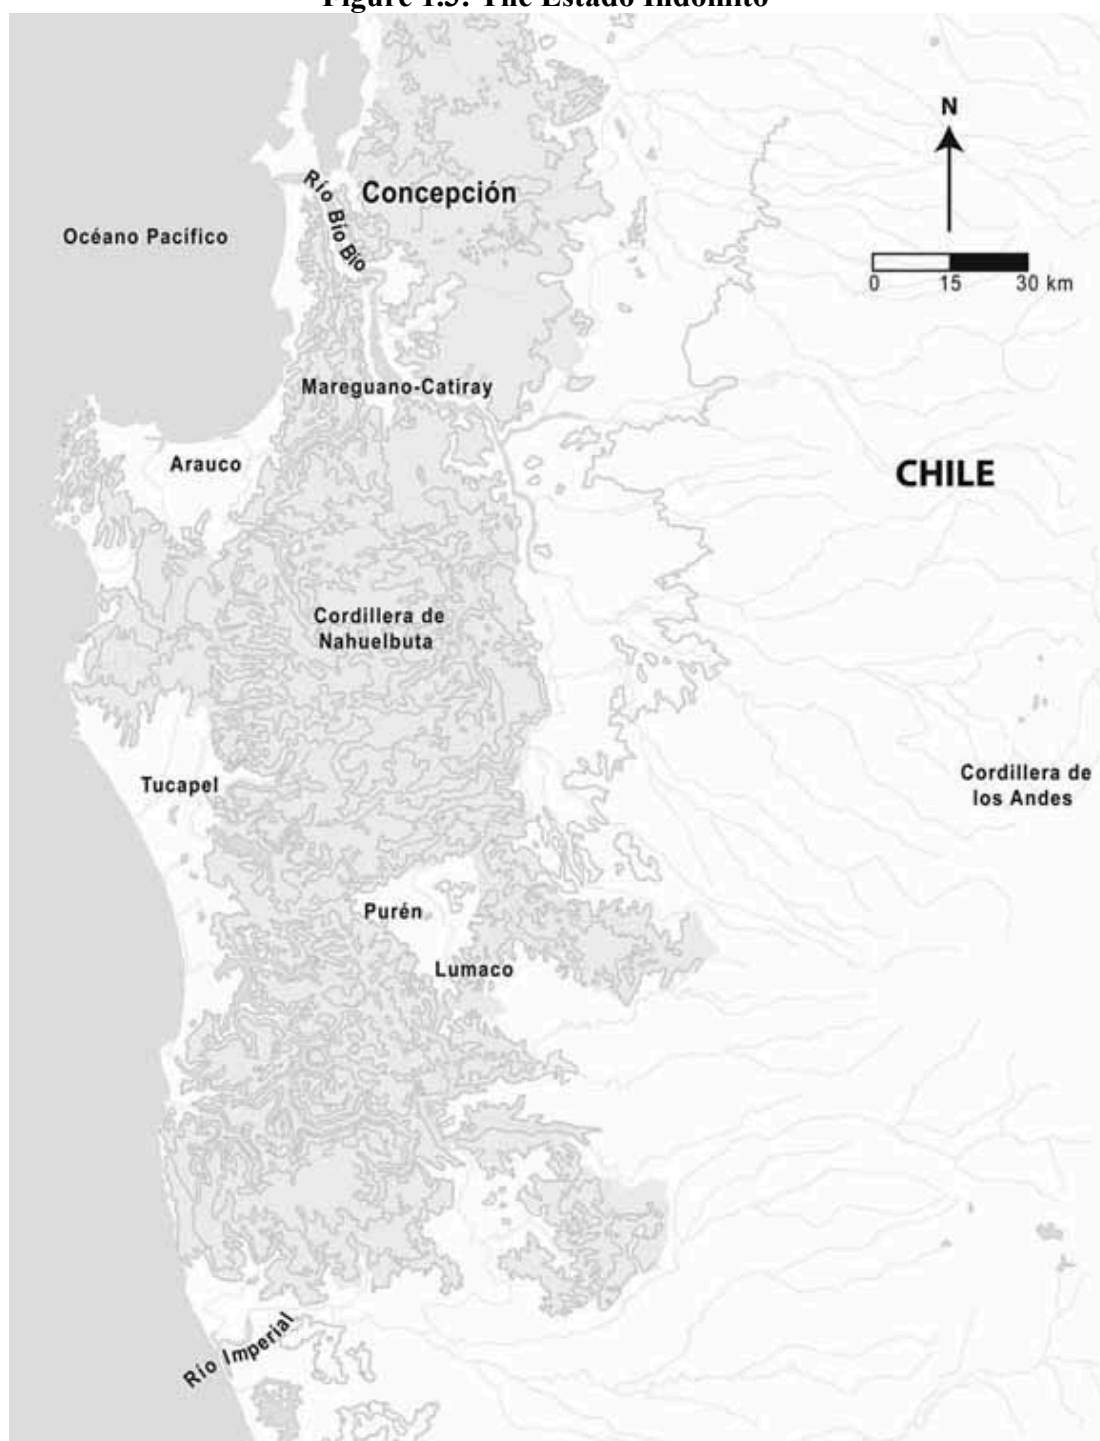 Figure 1.3: The Estado Indómito
N
Río Bío Bío
Concepción
Océano Pacífico
0 15 30 km
Mareguano-Catiray
Arauco
CHILE
Cordillera de
Nahuelbuta
Cordillera de
los Andes
Tucapel
Purén
Lumaco
Río Imperial